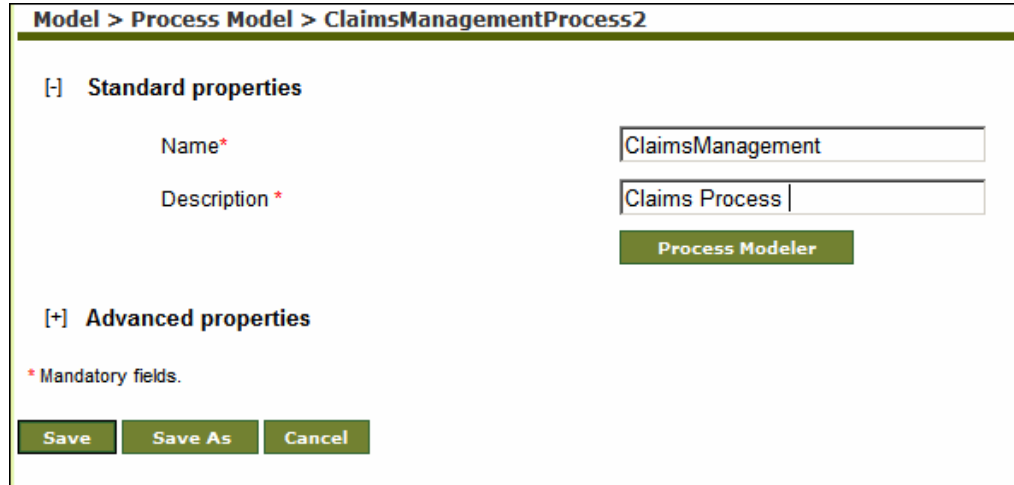 Model > Process Model > ClaimsManagementProcess2
[-] Standard properties
Name* ClaimsManagement
Description * Claims Process
Process Modeler
[+] Advanced properties
* Mandatory fields.
Save Save As Cancel